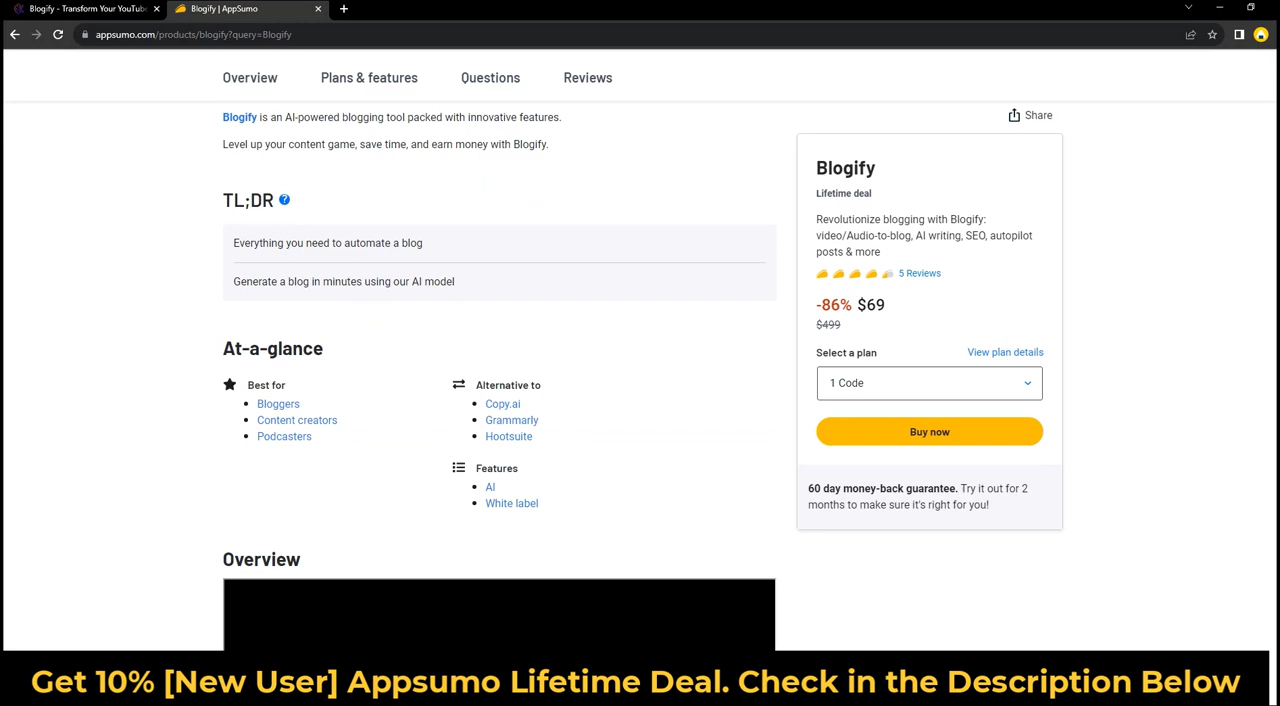 Blogify - Transform Your YouTub
Blogify | AppSumo
appsumo.com/products/blogify?query=Blogify
Overview
Plans & features
Questions
Reviews
Blogify is an AI-powered blogging tool packed with innovative features.
Share
Level up your content game, save time, and earn money with Blogify.
TL;DR ?
Everything you need to automate a blog
Generate a blog in minutes using our AI model
At-a-glance
Best for
Bloggers
Content creators
Podcasters
Alternative to
Copy.ai
Grammarly
Hootsuite
Features
AI
White label
Overview
Blogify
Lifetime deal
Revolutionize blogging with Blogify:
video/Audio-to-blog, AI writing, SEO, autopilot
posts & more
5 Reviews
-86% $69
$499
Select a plan
View plan details
1 Code
Buy now
60 day money-back guarantee. Try it out for 2
months to make sure it's right for you!
Get 10% [New User] Appsumo Lifetime Deal. Check in the Description Below